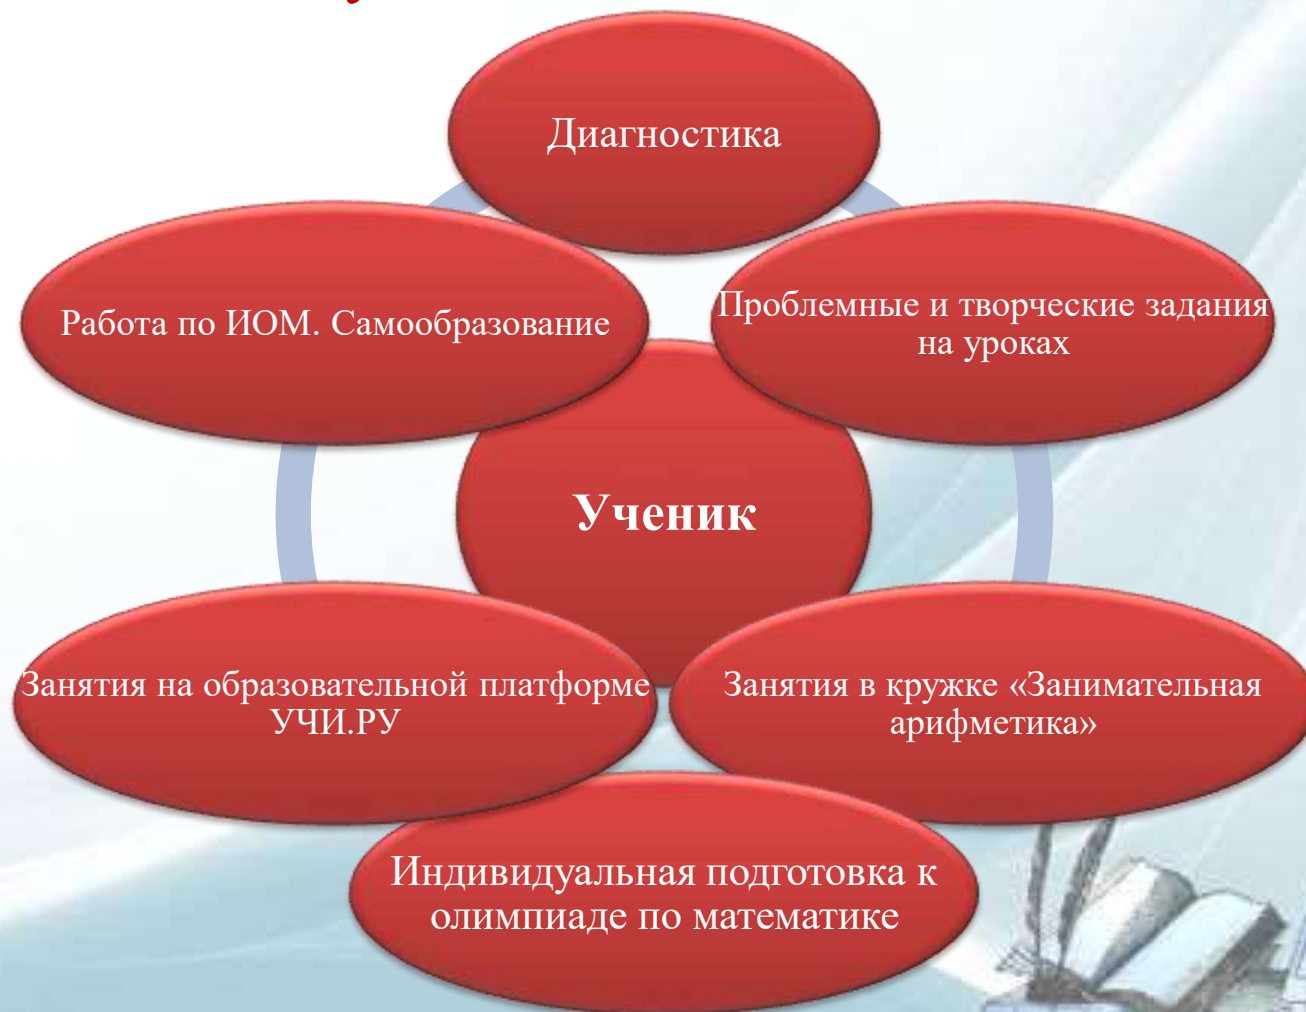 Диагностика
Проблемные и творческие задания
на уроках
Работа по ИОМ. Самообразование
Ученик
Занятия на образовательной платформе
УЧИ.РУ
Занятия в кружке «Занимательная
арифметика»
Индивидуальная подготовка к
олимпиаде по математике